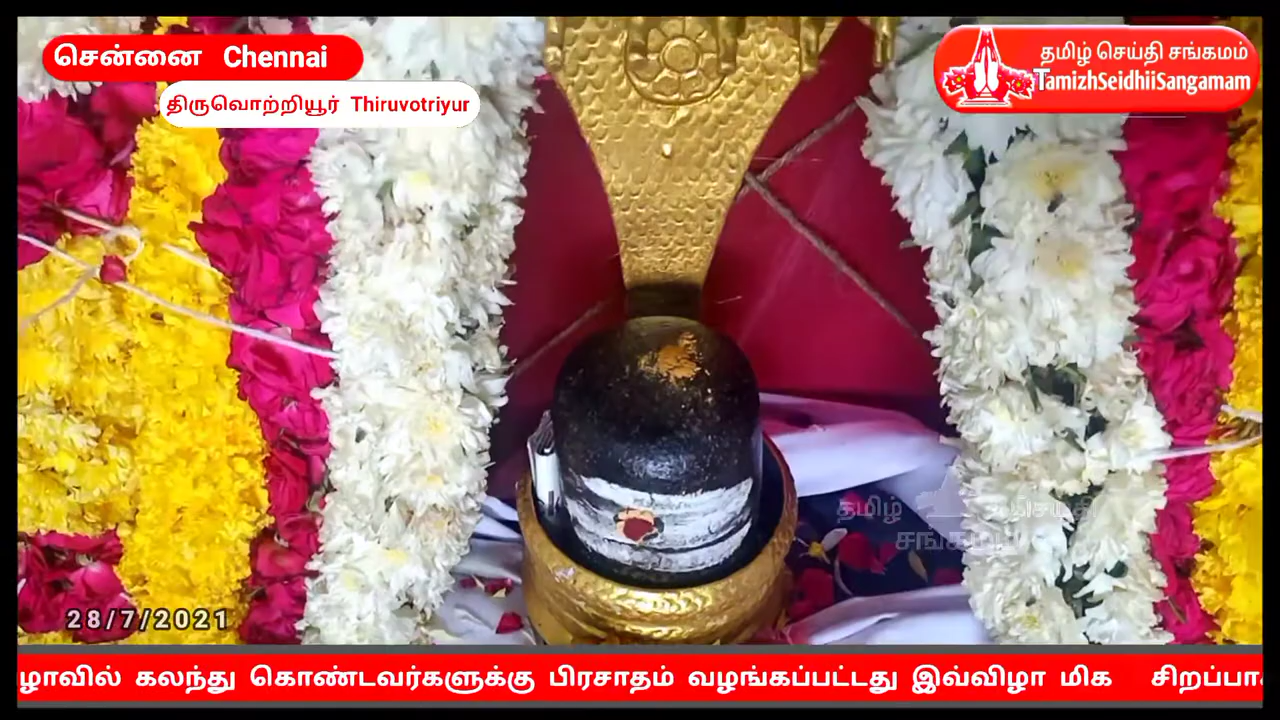 சென்னை Chennai
திருவொற்றியூர் Thiruvotriyur
தமிழ் செய்தி சங்கமம்
TamizhSeidhiiSangamam
தமிழ்
28/7/2021
ழாவில் கலந்து கொண்டவர்களுக்கு பிரசாதம் வழங்கப்பட்டது இவ்விழா மிக சிறப்பாக